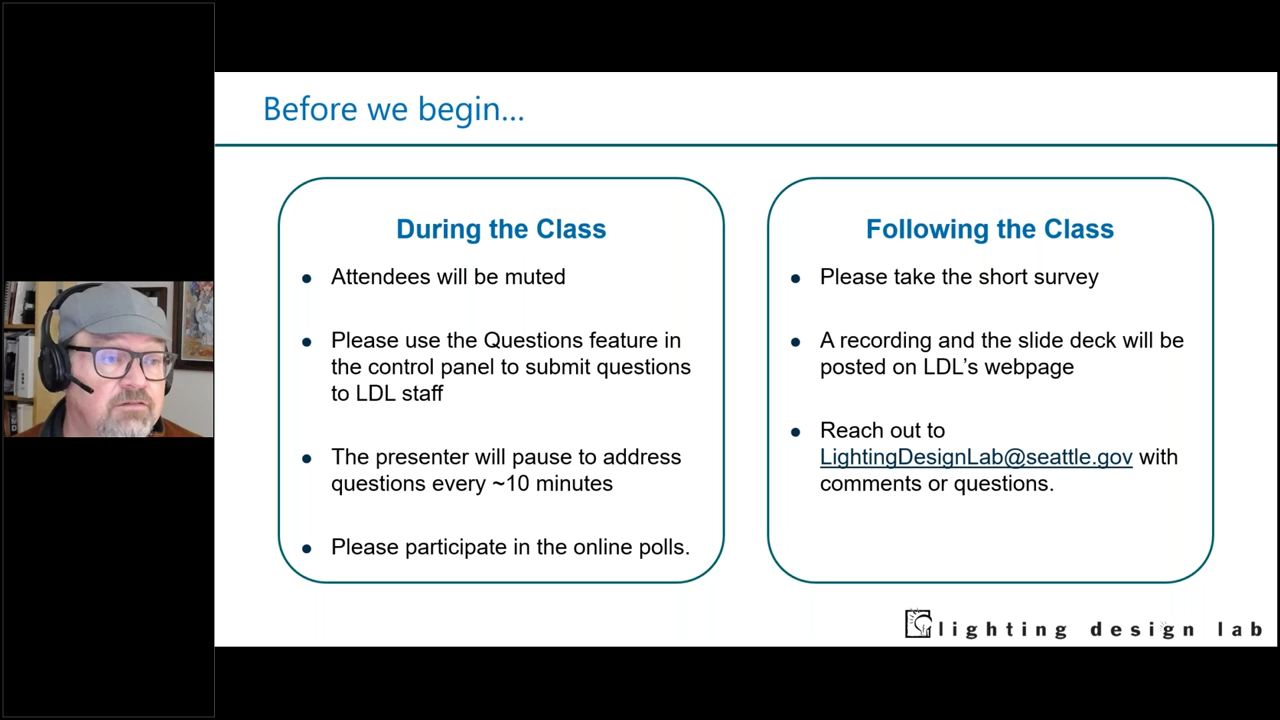 Before we begin...
During the Class
• Attendees will be muted
• Please use the Questions feature in
the control panel to submit questions
to LDL staff
• The presenter will pause to address
questions every ~10 minutes
• Please participate in the online polls.
Following the Class
• Please take the short survey
• A recording and the slide deck will be
posted on LDL’s webpage
• Reach out to
LightingDesignLab@seattle.gov with
comments or questions.
lighting design lab